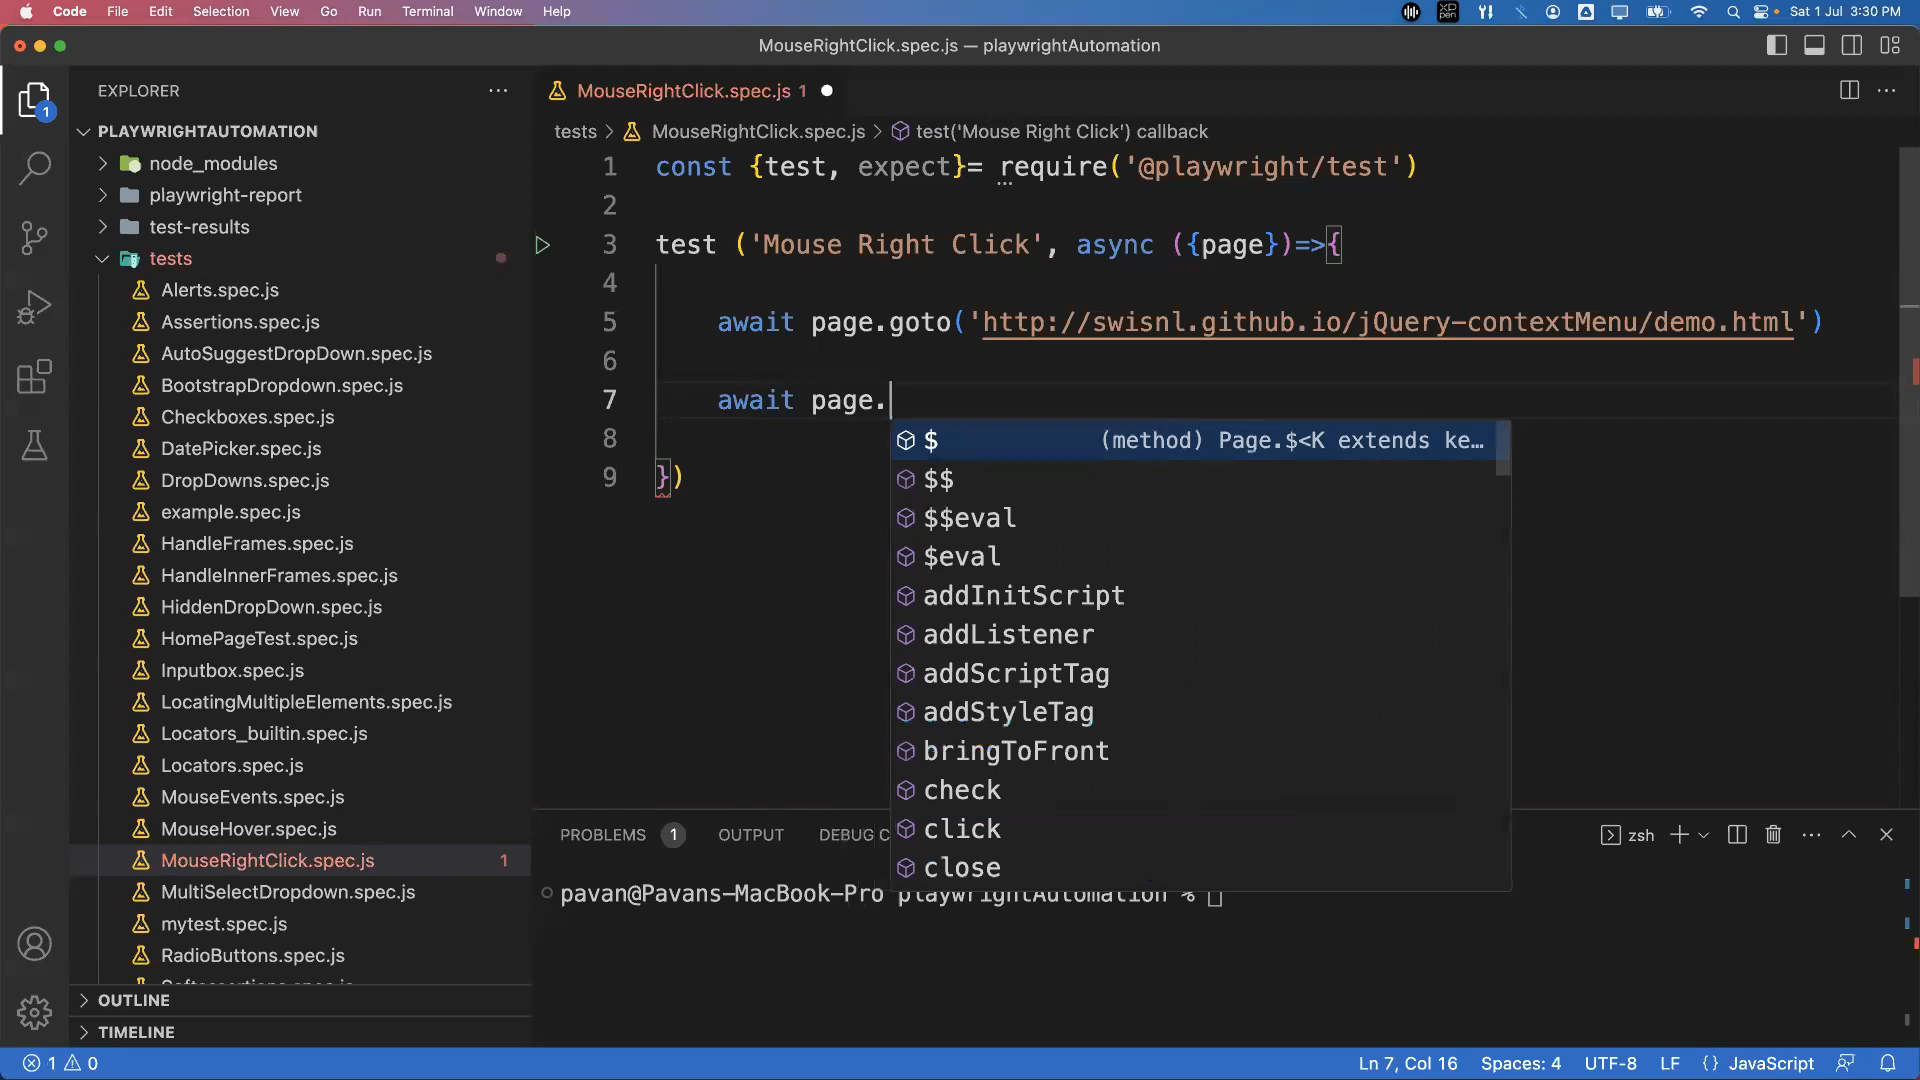 Code File Edit Selection View Go Run Terminal Window Help
XD PEN
Sat 1 Jul 3:30 PM
MouseRightClick.spec.js — playwrightAutomation
EXPLORER
PLAYWRIGHTAUTOMATION
node_modules
playwright-report
test-results
tests
Alerts.spec.js
Assertions.spec.js
AutoSuggestDropDown.spec.js
BootstrapDropdown.spec.js
Checkboxes.spec.js
DatePicker.spec.js
DropDowns.spec.js
example.spec.js
HandleFrames.spec.js
HandleInnerFrames.spec.js
HiddenDropDown.spec.js
HomePageTest.spec.js
Inputbox.spec.js
LocatingMultipleElements.spec.js
Locators_builtin.spec.js
Locators.spec.js
MouseEvents.spec.js
MouseHover.spec.js
MouseRightClick.spec.js 1
MultiSelectDropdown.spec.js
mytest.spec.js
RadioButtons.spec.js
OUTLINE
TIMELINE
1
MouseRightClick.spec.js 1
tests > MouseRightClick.spec.js > test('Mouse Right Click') callback
1 const {test, expect}= require('@playwright/test')
2
3 test ('Mouse Right Click', async ({page})=>{
4
5 await page.goto('http://swisnl.github.io/jQuery-contextMenu/demo.html')
6
7 await page.
8
9 })
$ (method) Page.$<K extends ke…
$$
$$eval
$eval
addInitScript
addListener
addScriptTag
addStyleTag
bringToFront
check
click
close
PROBLEMS 1 OUTPUT DEBUG C
zsh
pavan@Pavans-MacBook-Pro playwrightAutomation %
1 0
Ln 7, Col 16 Spaces: 4 UTF-8 LF {} JavaScript